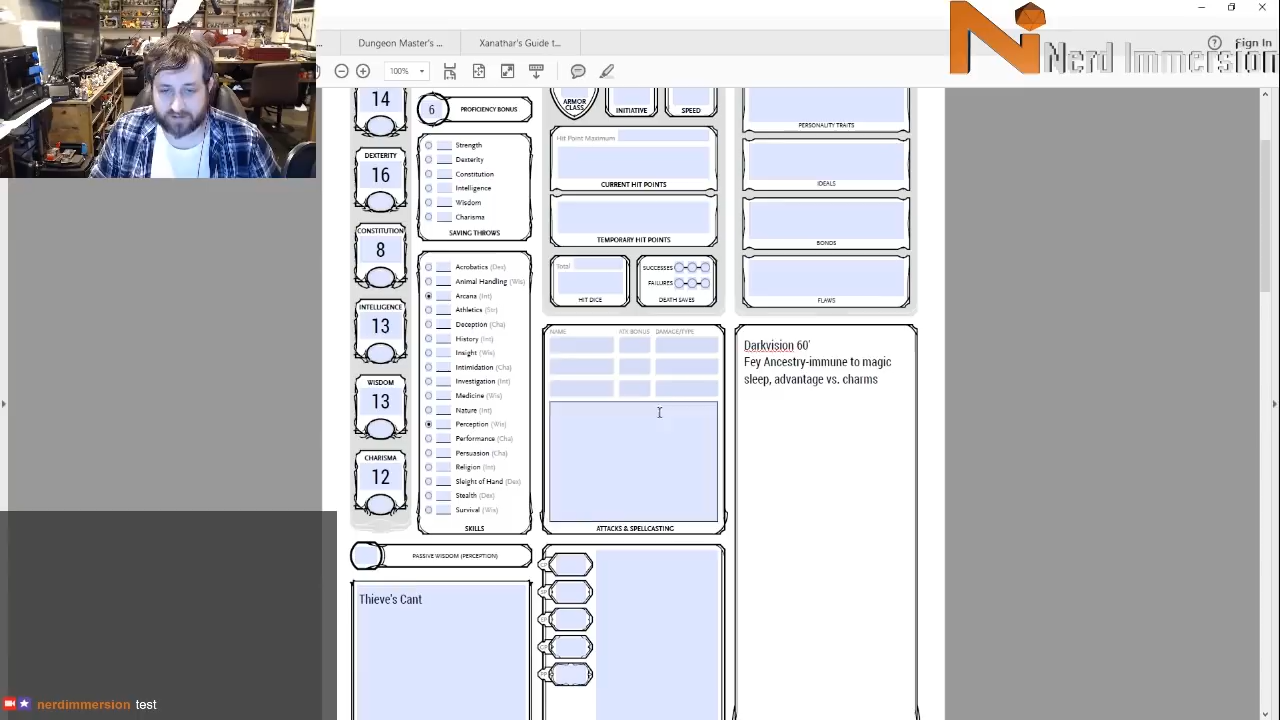 Dungeon Master's ...
Xanathar's Guide t...
Sign In
Nerd Immersion
100%
14
6
PROFICIENCY BONUS
ARMOR
CLASS
INITIATIVE
SPEED
PERSONALITY TRAITS
Strength
Dexterity
Constitution
Intelligence
Wisdom
Charisma
SAVING THROWS
DEXTERITY
16
CONSTITUTION
8
INTELLIGENCE
13
WISDOM
13
CHARISMA
12
Hit Point Maximum
CURRENT HIT POINTS
TEMPORARY HIT POINTS
Total
HIT DICE
SUCCESSES
FAILURES
DEATH SAVES
IDEALS
BONDS
FLAWS
Acrobatics (Dex)
Animal Handling (Wis)
Arcana (Int)
Athletics (Str)
Deception (Cha)
History (Int)
Insight (Wis)
Intimidation (Cha)
Investigation (Int)
Medicine (Wis)
Nature (Int)
Perception (Wis)
Performance (Cha)
Persuasion (Cha)
Religion (Int)
Sleight of Hand (Dex)
Stealth (Dex)
Survival (Wis)
SKILLS
NAME
ATK BONUS
DAMAGE/TYPE
ATTACKS & SPELLCASTING
Darkvision 60'
Fey Ancestry-immune to magic
sleep, advantage vs. charms
PASSIVE WISDOM (PERCEPTION)
Thieve's Cant
CP
SP
EP
GP
PP
nerdimmersion test